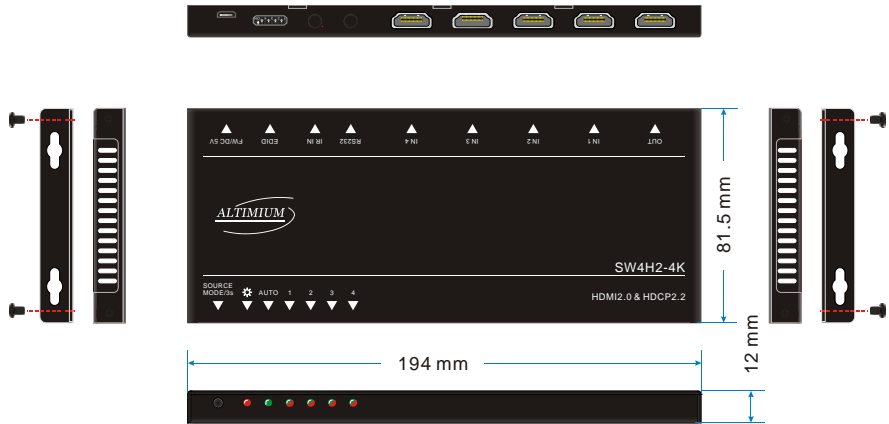 FW/DC 5V EDID IR IN RS232 IN 4 IN 3 IN 2 IN 1 OUT
ALTIMIUM
81.5 mm
SW4H2-4K
SOURCE
MODE/3s AUTO 1 2 3 4
HDMI2.0 & HDCP2.2
12 mm
194 mm